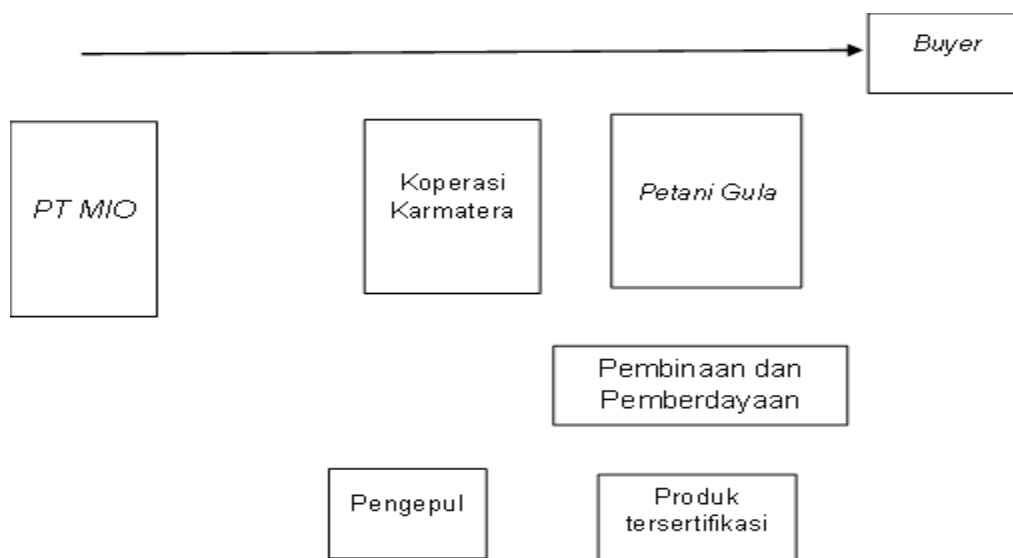 Buyer
PT MIO
Koperasi
Karmatera
Petani Gula
Pembinaan dan
Pemberdayaan
Pengepul
Produk
tersertifikasi